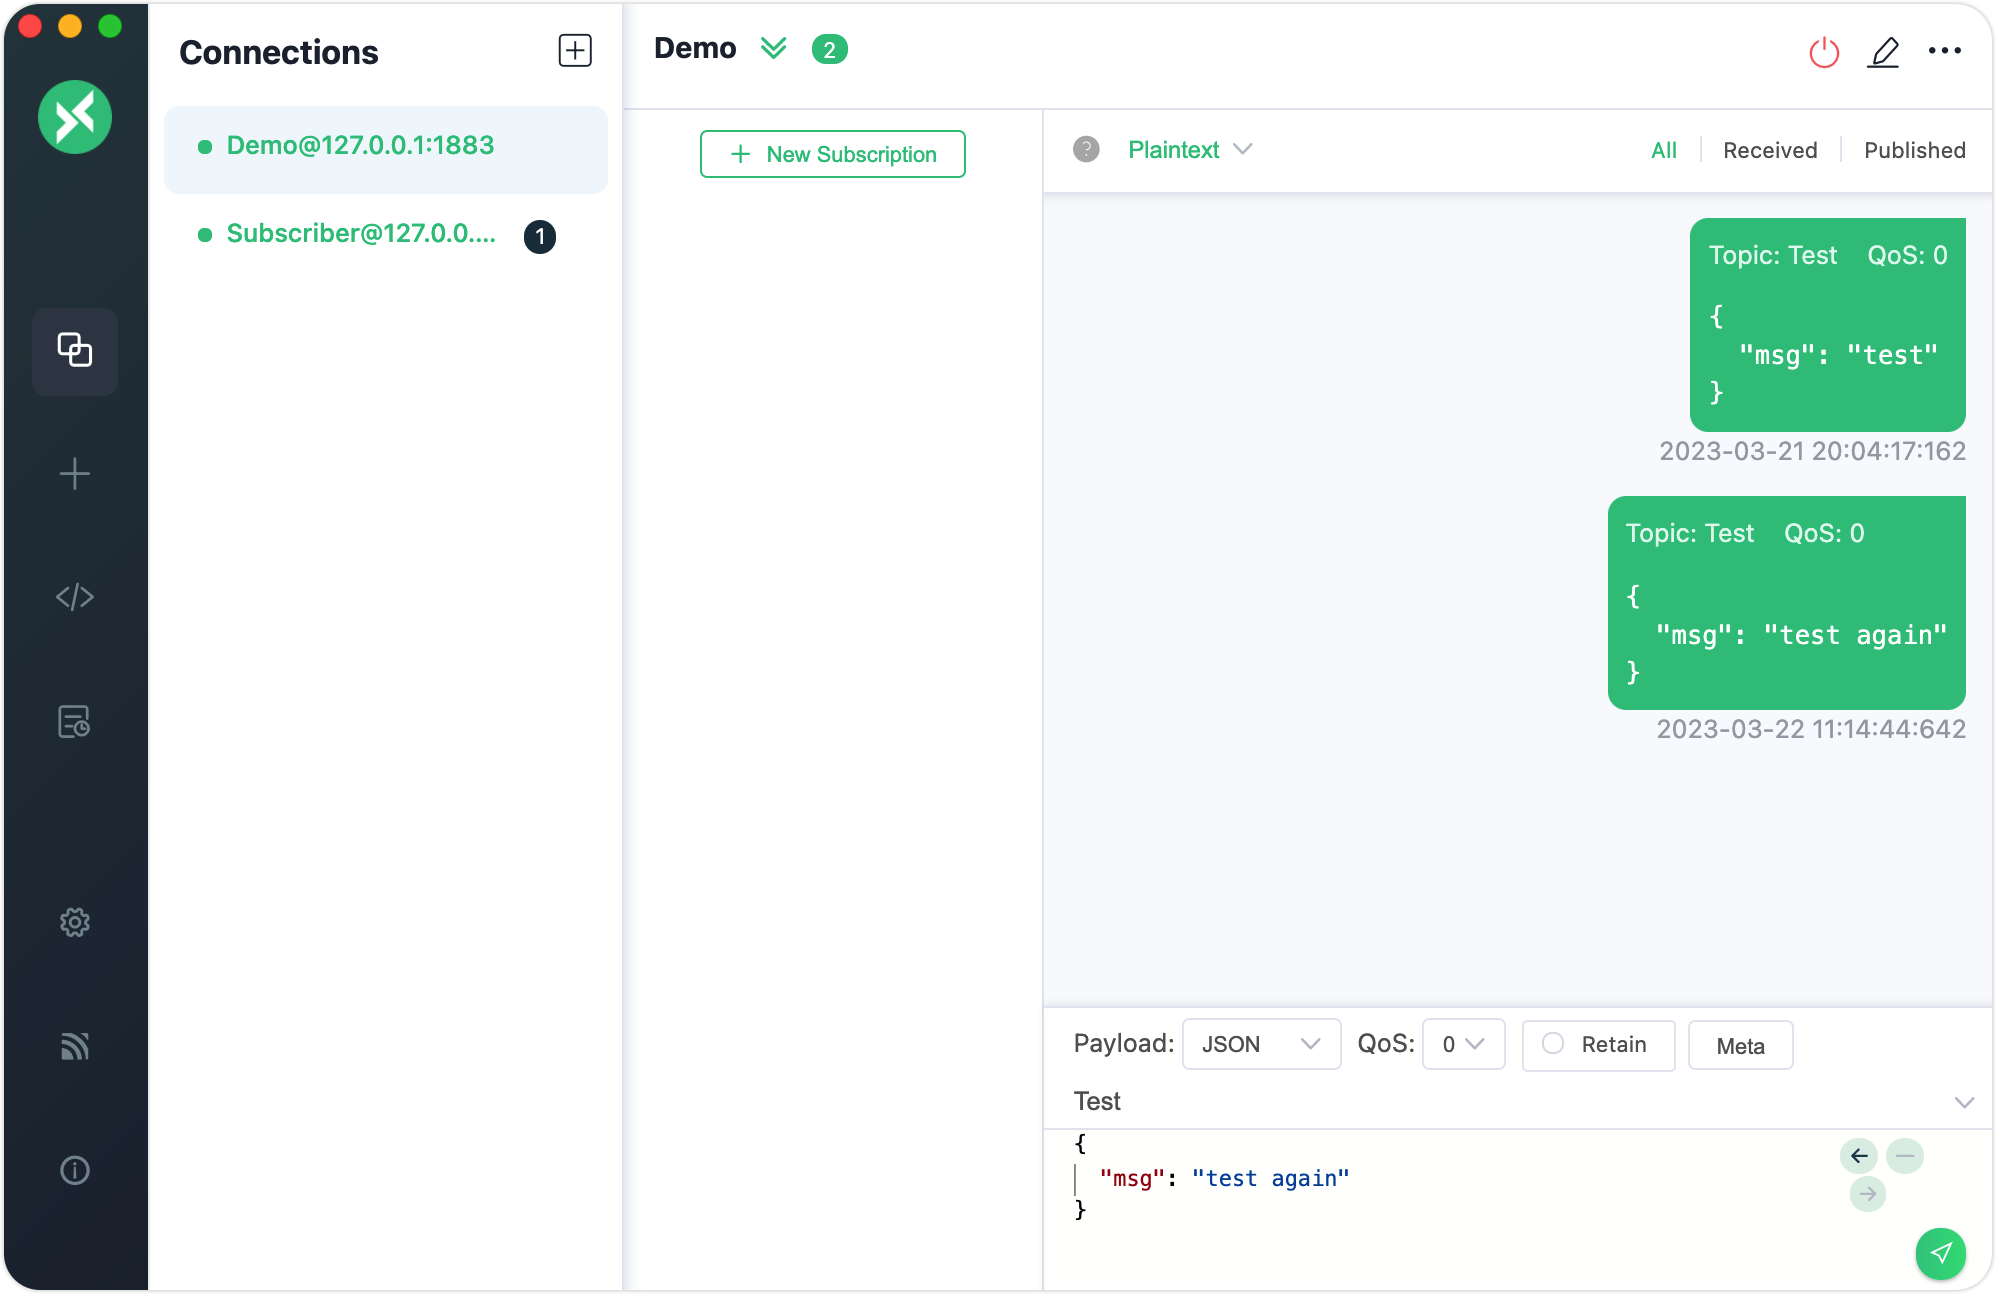 Connections
Demo@127.0.0.1:1883
Subscriber@127.0.0....
1
Demo
2
New Subscription
?
Plaintext
All
Received
Published
Topic: Test QoS: 0
{
"msg": "test"
}
2023-03-21 20:04:17:162
Topic: Test QoS: 0
{
"msg": "test again"
}
2023-03-22 11:14:44:642
Payload: JSON QoS: 0 Retain Meta
Test
{
"msg": "test again"
}